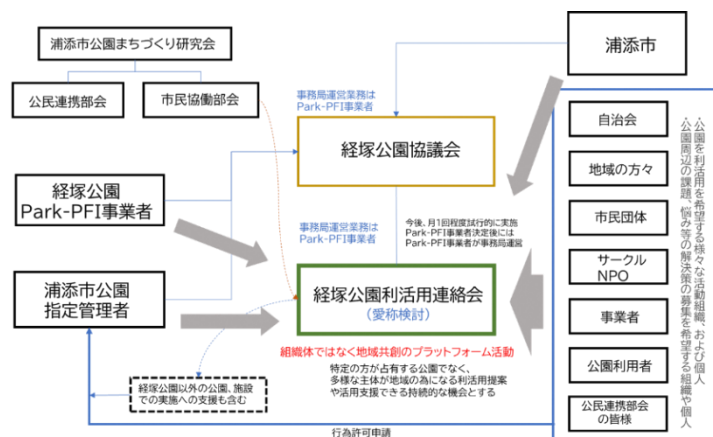 浦添市公園まちづくり研究会
公民連携部会
市民協働部会
浦添市
事務局運営業務は
Park-PFI事業者
経塚公園協議会
経塚公園
Park-PFI事業者
事務局運営業務は
Park-PFI事業者
今後、月1回程度試行的に実施
Park-PFI事業者決定後には
Park-PFI事業者が事務局運営
浦添市公園
指定管理者
経塚公園利活用連絡会
(愛称検討)
組織体ではなく地域共創のプラットフォーム活動
特定の方が占有する公園でなく、
多様な主体が地域の為になる利活用提案
や活用支援できる持続的な機会とする
経塚公園以外の公園、施設
での実施への支援も含む
行為許可申請
自治会
地域の方々
市民団体
サークル
NPO
事業者
公園利用者
公民連携部会
の皆様
・公園を利活用を希望する様々な活動組織、および個人
・公園周辺の課題、悩み等の解決策の募集を希望する組織や個人